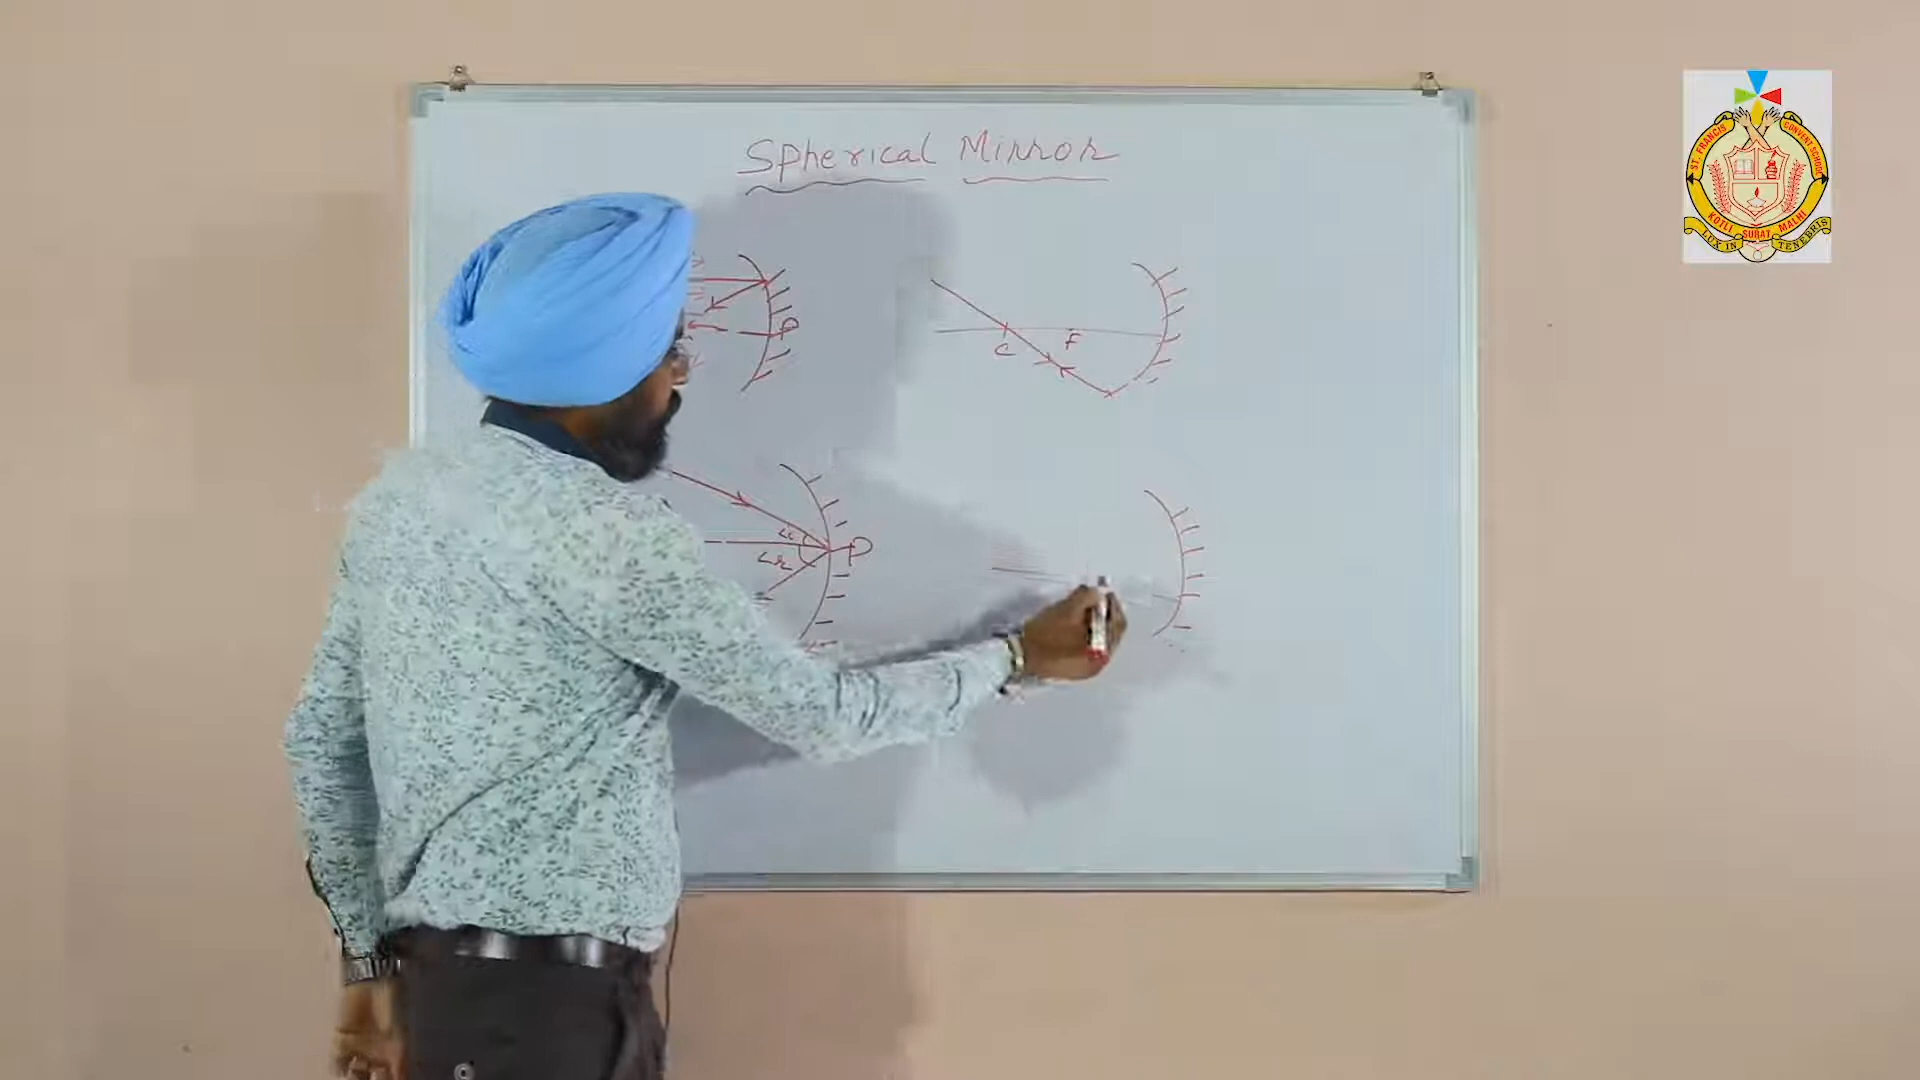 Spherical Mirror
P
C F
∠i
∠r P
ST. FRANCIS CONVENT SCHOOL
KOTLI SURAT MALHI
LUX IN TENEBRIS